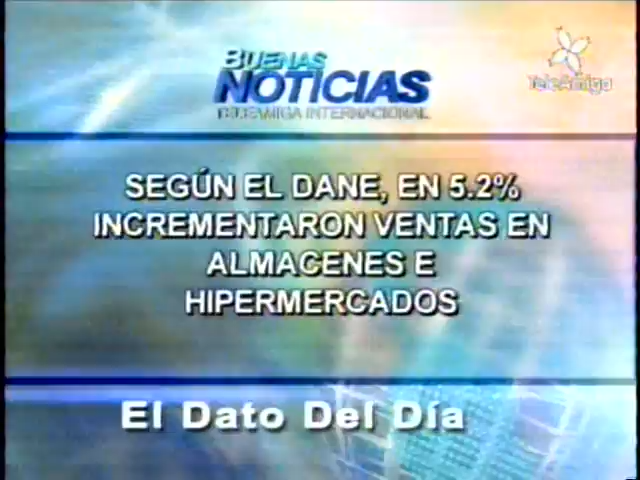 BUENAS
NOTICIAS
TELEAMIGA INTERNACIONAL
TeleAmiga
SEGÚN EL DANE, EN 5.2%
INCREMENTARON VENTAS EN
ALMACENES E
HIPERMERCADOS
El Dato Del Día